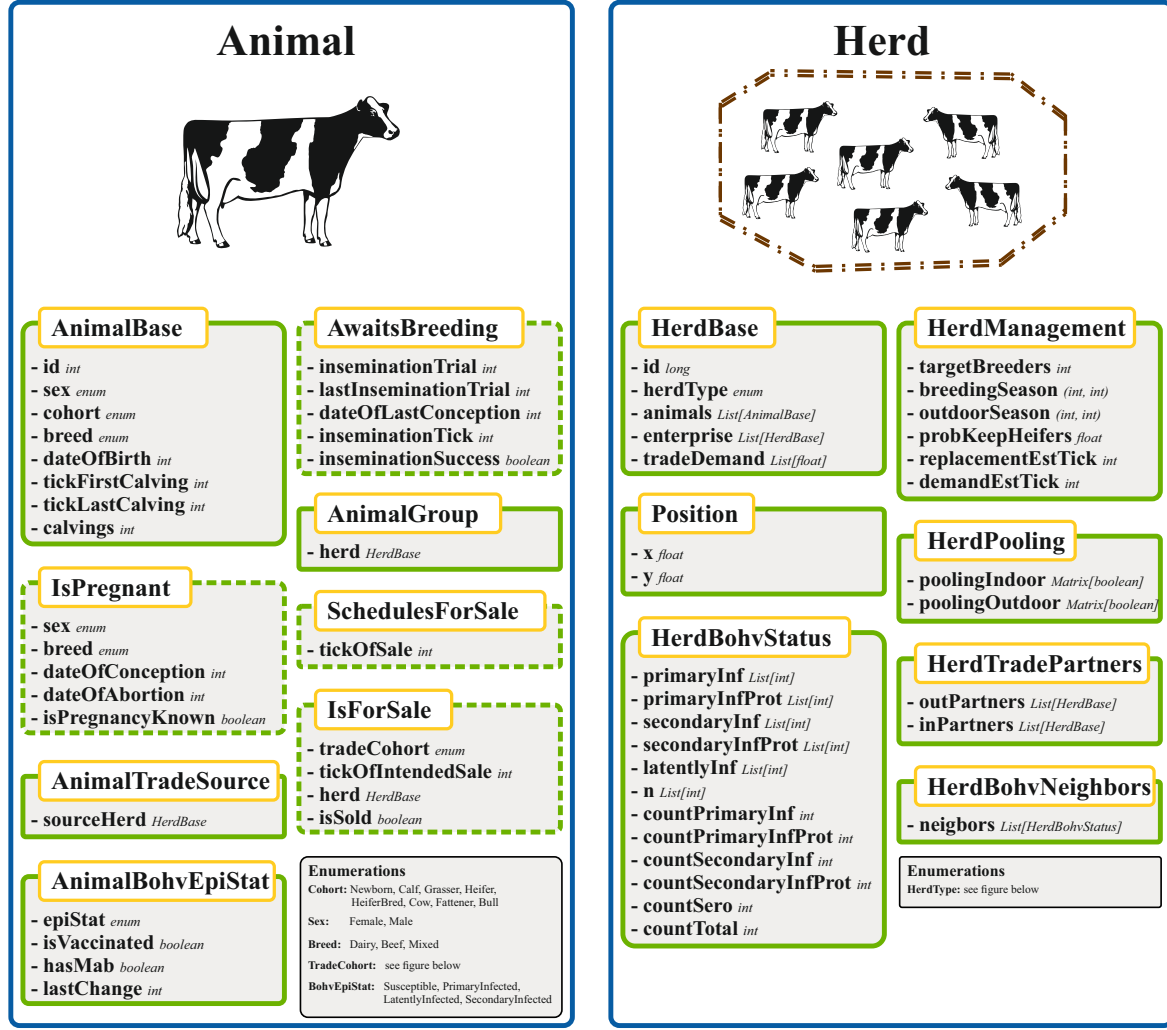 Animal
AnimalBase
- id int
- sex enum
- cohort enum
- breed enum
- dateOfBirth int
- tickFirstCalving int
- tickLastCalving int
- calvings int
IsPregnant
- sex enum
- breed enum
- dateOfConception int
- dateOfAbortion int
- isPregnancyKnown boolean
AnimalTradeSource
- sourceHerd HerdBase
AnimalBohvEpiStat
- epiStat enum
- isVaccinated boolean
- hasMab boolean
- lastChange int
AwaitsBreeding
- inseminationTrial int
- lastInseminationTrial int
- dateOfLastConception int
- inseminationTick int
- inseminationSuccess boolean
AnimalGroup
- herd HerdBase
SchedulesForSale
- tickOfSale int
IsForSale
- tradeCohort enum
- tickOfIntendedSale int
- herd HerdBase
- isSold boolean
Enumerations
Cohort: Newborn, Calf, Grasser, Heifer,
HeiferBred, Cow, Fattener, Bull
Sex: Female, Male
Breed: Dairy, Beef, Mixed
TradeCohort: see figure below
BohvEpiStat: Susceptible, PrimaryInfected,
LatentlyInfected, SecondaryInfected
Herd
HerdBase
- id long
- herdType enum
- animals List[AnimalBase]
- enterprise List[HerdBase]
- tradeDemand List[float]
Position
- x float
- y float
HerdBohvStatus
- primaryInf List[int]
- primaryInfProt List[int]
- secondaryInf List[int]
- secondaryInfProt List[int]
- latentlyInf List[int]
- n List[int]
- countPrimaryInf int
- countPrimaryInfProt int
- countSecondaryInf int
- countSecondaryInfProt int
- countSero int
- countTotal int
HerdManagement
- targetBreeders int
- breedingSeason (int, int)
- outdoorSeason (int, int)
- probKeepHeifers float
- replacementEstTick int
- demandEstTick int
HerdPooling
- poolingIndoor Matrix[boolean]
- poolingOutdoor Matrix[boolean]
HerdTradePartners
- outPartners List[HerdBase]
- inPartners List[HerdBase]
HerdBohvNeighbors
- neigbors List[HerdBohvStatus]
Enumerations
HerdType: see figure below